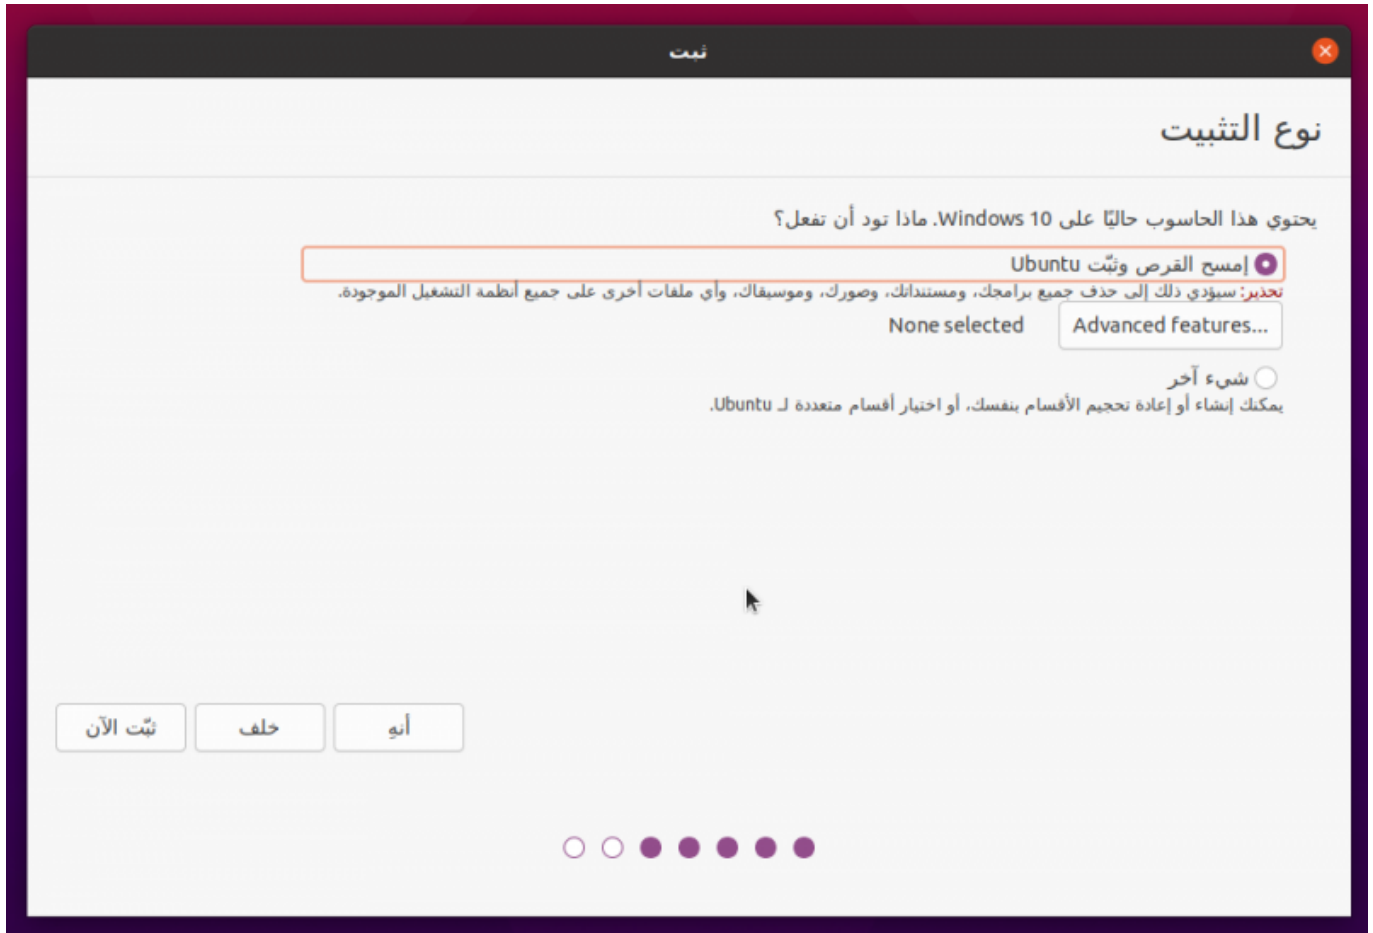 ثبت
نوع التثبيت
يحتوي هذا الحاسوب حاليًا على Windows 10. ماذا تود أن تفعل؟
إمسح القرص وثبّت Ubuntu
تحذير: سيؤدي ذلك إلى حذف جميع برامجك، ومستنداتك، وصورك، وموسيقاك، وأي ملفات أخرى على جميع أنظمة التشغيل الموجودة.
Advanced features... None selected
شيء آخر
يمكنك إنشاء أو إعادة تحجيم الأقسام بنفسك، أو اختيار أقسام متعددة لـ Ubuntu.
أنهِ خلف ثبّت الآن